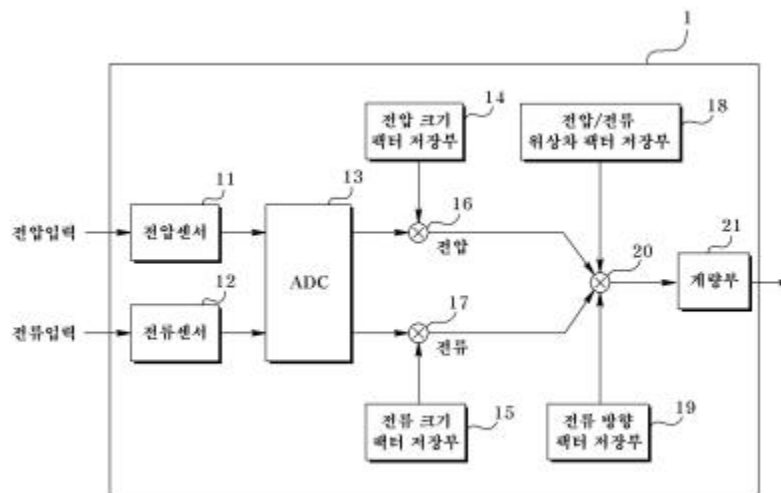 1
14
전압 크기
팩터 저장부
18
전압/전류
위상차 팩터 저장부
11
전압입력
전압센서
13
ADC
16
전압
20
21
계량부
12
전류입력
전류센서
17
전류
15
전류 크기
팩터 저장부
19
전류 방향
팩터 저장부